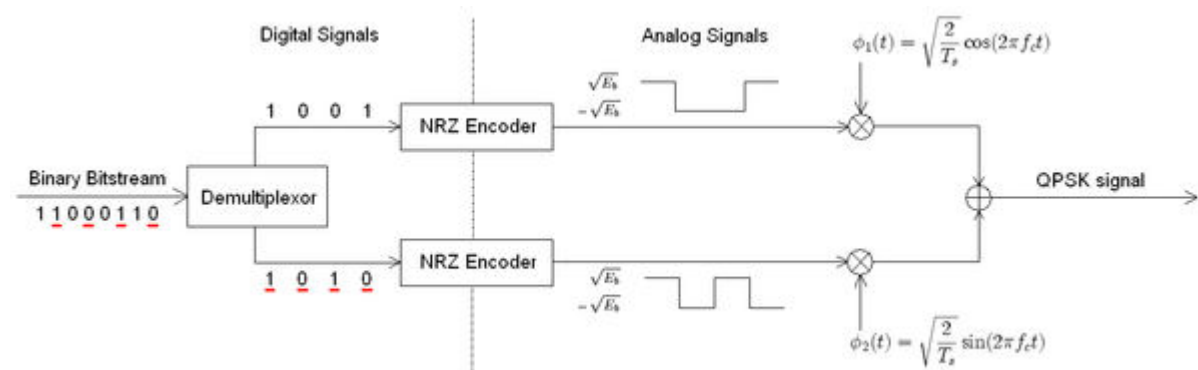 Digital Signals
Analog Signals
ϕ₁(t) = √(2/Tₛ) cos(2πf꜀t)
√Eb
−√Eb
1 0 0 1
NRZ Encoder
Binary Bitstream
1 1 0 0 0 1 1 0
Demultiplexor
QPSK signal
NRZ Encoder
1 0 1 0
√Eb
−√Eb
ϕ₂(t) = √(2/Tₛ) sin(2πf꜀t)